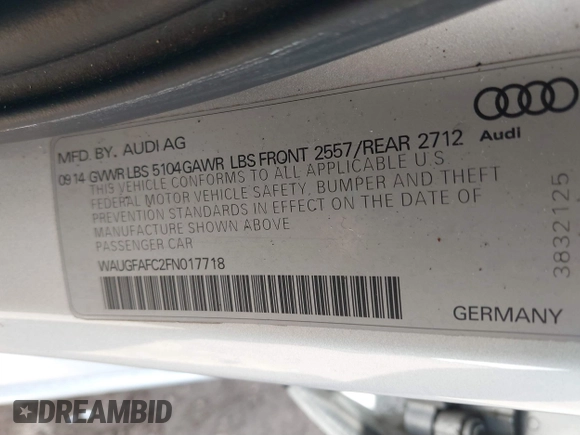 MFD. BY. AUDI AG
09 14 GVWR LBS 5104 GAWR LBS FRONT 2557/REAR 2712
THIS VEHICLE CONFORMS TO ALL APPLICABLE U.S.
FEDERAL MOTOR VEHICLE SAFETY, BUMPER AND THEFT
PREVENTION STANDARDS IN EFFECT ON THE DATE OF
MANUFACTURE SHOWN ABOVE
PASSENGER CAR
WAUGFAFC2FN017718
Audi
3832125
GERMANY
DREAMBID